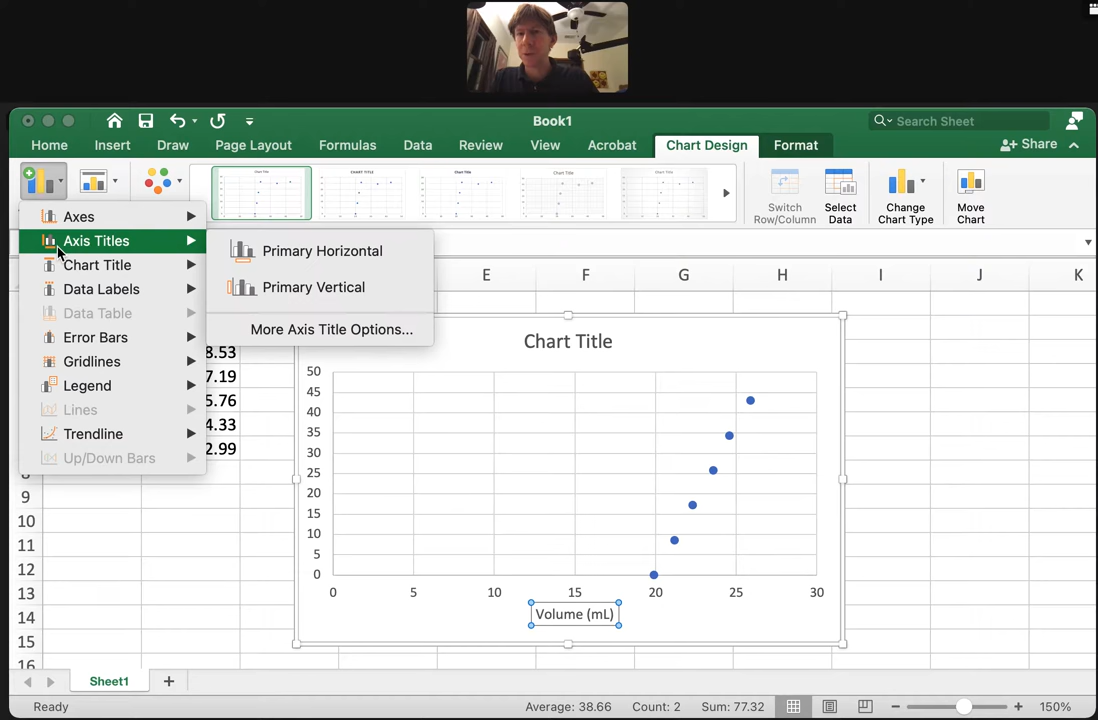 Book1
Search Sheet
Home Insert Draw Page Layout Formulas Data Review View Acrobat Chart Design Format Share
Switch Row/Column
Select Data
Change Chart Type
Move Chart
Axes
Axis Titles
Chart Title
Data Labels
Data Table
Error Bars
Gridlines
Legend
Lines
Trendline
Up/Down Bars
Primary Horizontal
Primary Vertical
More Axis Title Options...
E F G H I J K
8.53
7.19
5.76
4.33
2.99
9
10
11
12
13
14
15
16
Chart Title
50
45
40
35
30
25
20
15
10
5
0
0 5 10 15 20 25 30
Volume (mL)
Sheet1
Ready Average: 38.66 Count: 2 Sum: 77.32 150%